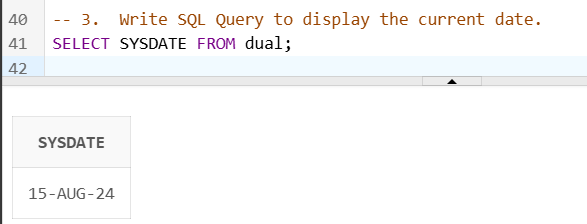 40 -- 3.  Write SQL Query to display the current date.
41 SELECT SYSDATE FROM dual;
42
SYSDATE
15-AUG-24